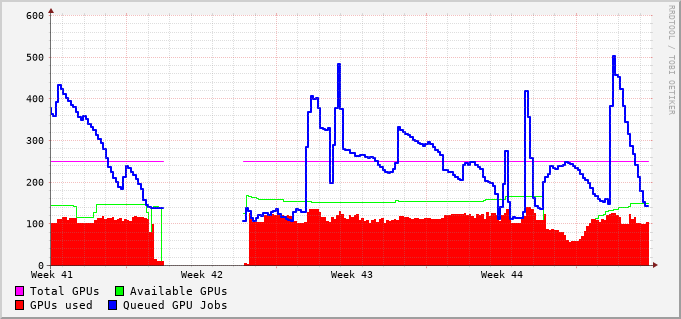 600
500
400
300
200
100
0
Week 41 Week 42 Week 43 Week 44
Total GPUs Available GPUs
GPUs used Queued GPU Jobs
RRDTOOL / TOBI OETIKER